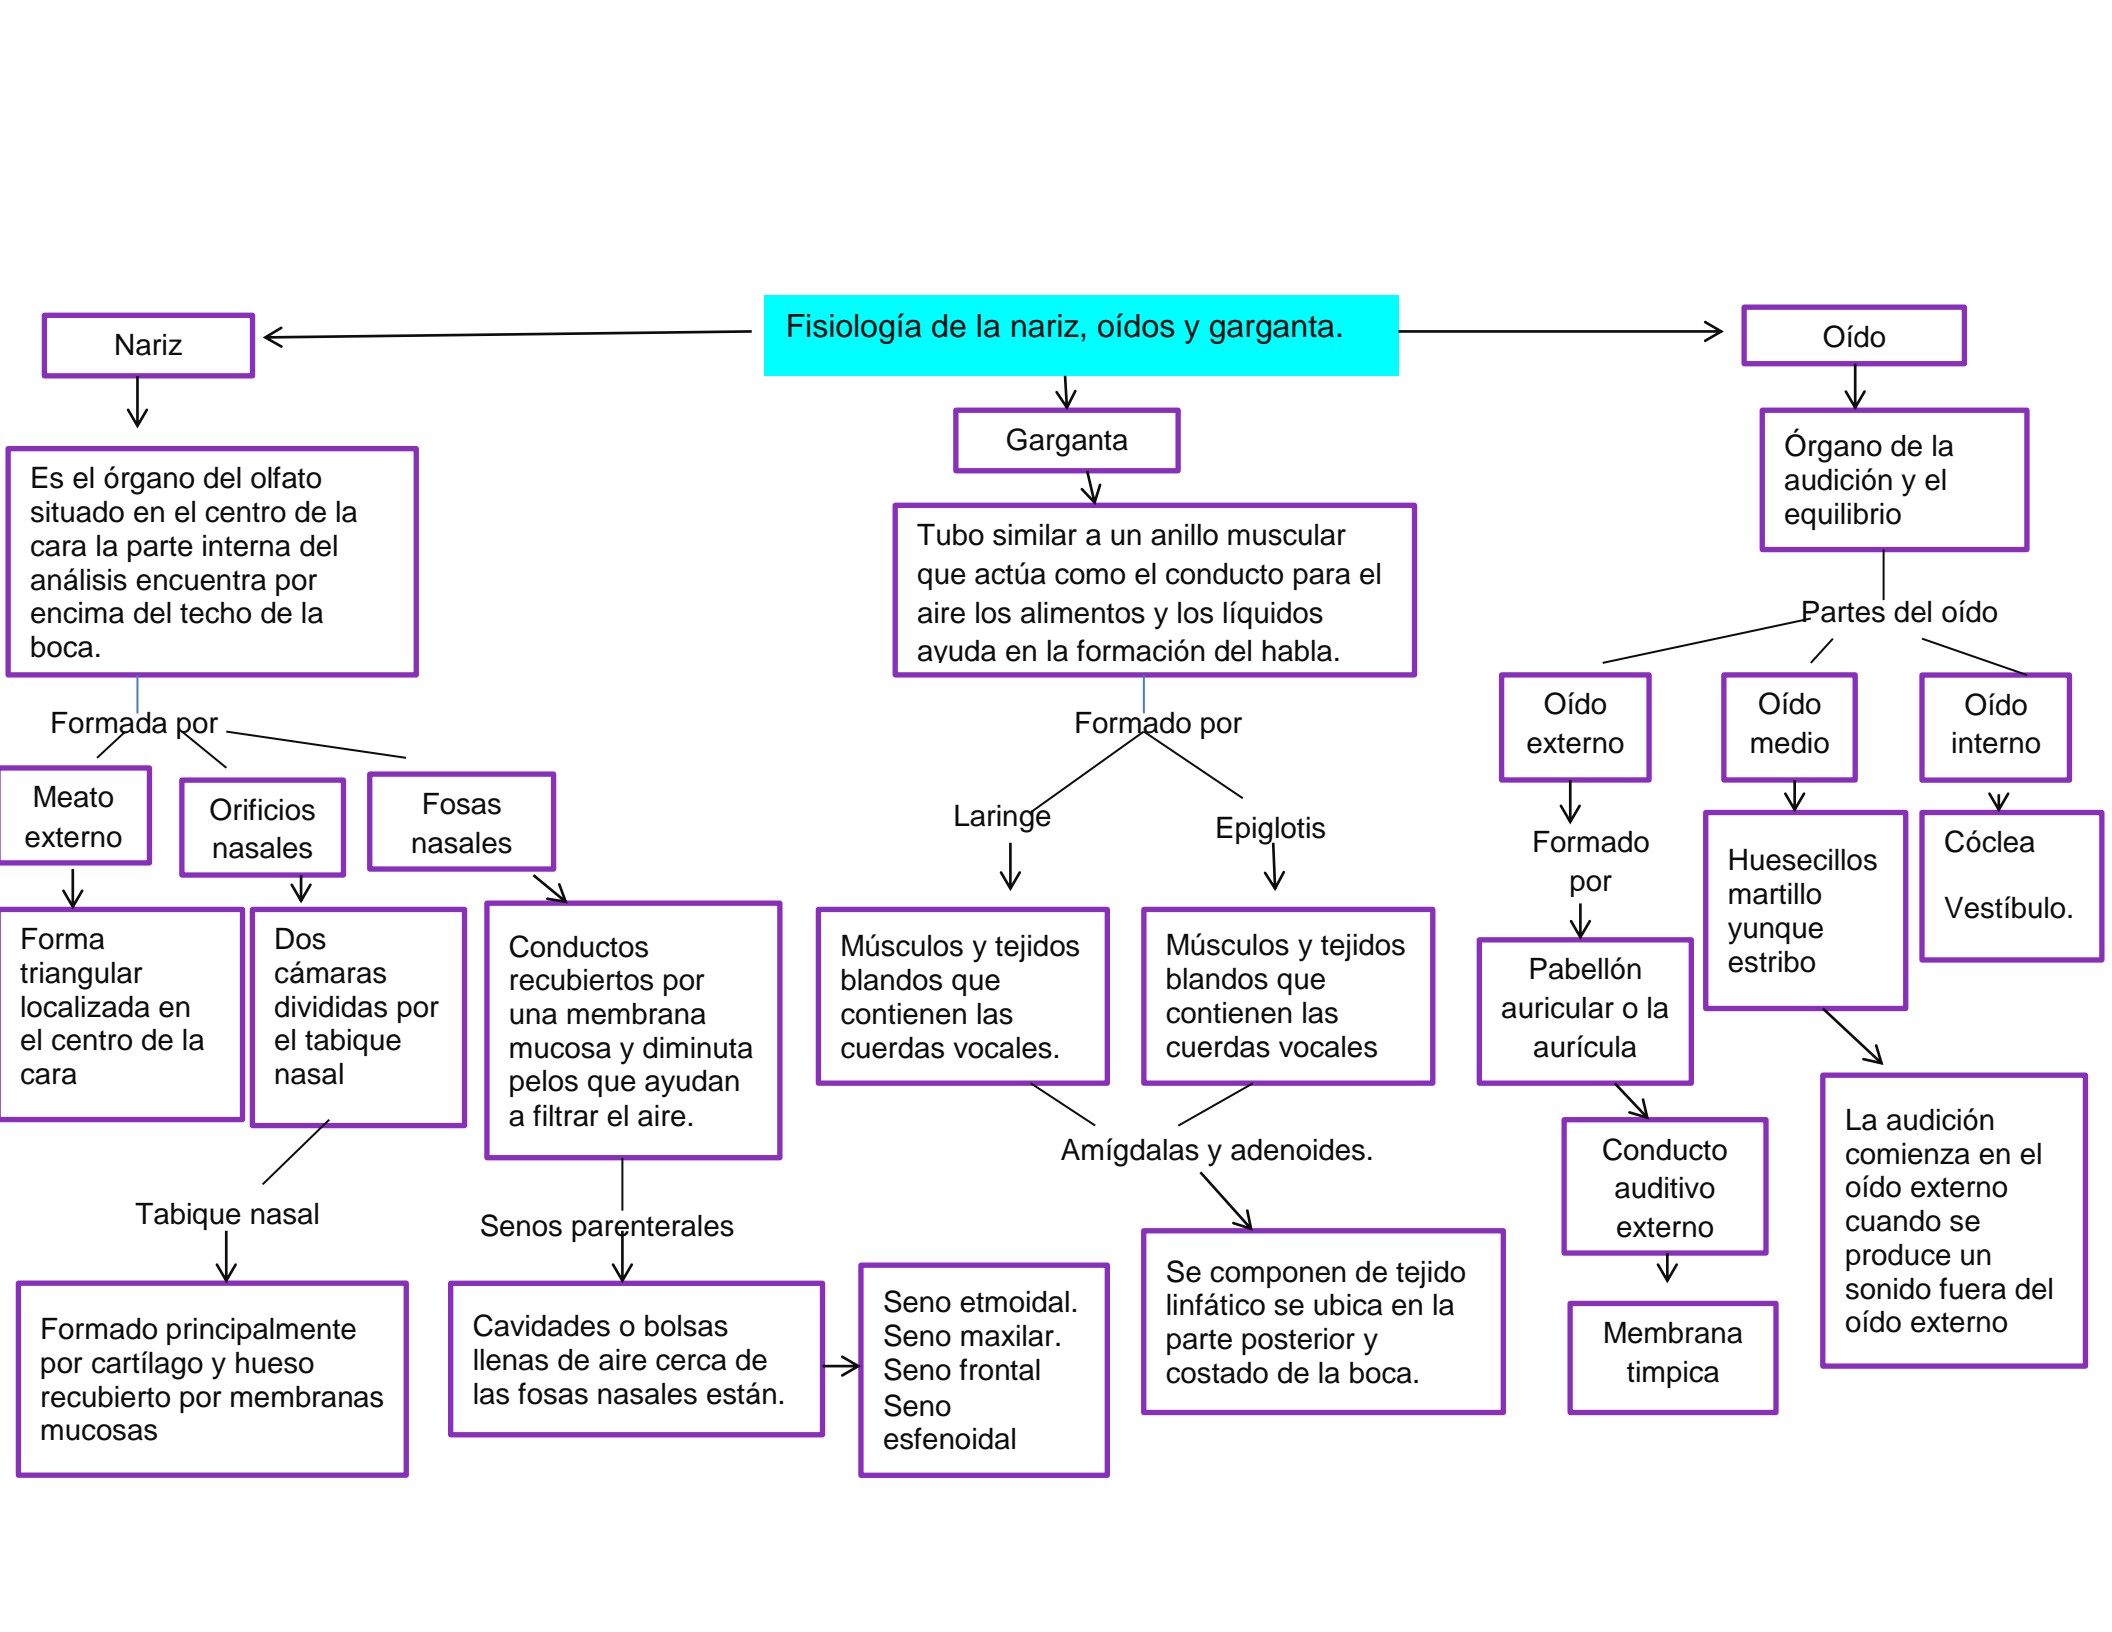 Fisiología de la nariz, oídos y garganta.
Nariz
Es el órgano del olfato
situado en el centro de la
cara la parte interna del
análisis encuentra por
encima del techo de la
boca.
Formada por
Meato
externo
Orificios
nasales
Fosas
nasales
Forma
triangular
localizada en
el centro de la
cara
Dos
cámaras
divididas por
el tabique
nasal
Conductos
recubiertos por
una membrana
mucosa y diminuta
pelos que ayudan
a filtrar el aire.
Tabique nasal
Formado principalmente
por cartílago y hueso
recubierto por membranas
mucosas
Senos parenterales
Cavidades o bolsas
llenas de aire cerca de
las fosas nasales están.
Seno etmoidal.
Seno maxilar.
Seno frontal
Seno
esfenoidal
Garganta
Tubo similar a un anillo muscular
que actúa como el conducto para el
aire los alimentos y los líquidos
ayuda en la formación del habla.
Formado por
Laringe
Epiglotis
Músculos y tejidos
blandos que
contienen las
cuerdas vocales.
Músculos y tejidos
blandos que
contienen las
cuerdas vocales
Amígdalas y adenoides.
Se componen de tejido
linfático se ubica en la
parte posterior y
costado de la boca.
Oído
Órgano de la
audición y el
equilibrio
Partes del oído
Oído
externo
Oído
medio
Oído
interno
Formado
por
Pabellón
auricular o la
aurícula
Conducto
auditivo
externo
Membrana
timpica
Huesecillos
martillo
yunque
estribo
La audición
comienza en el
oído externo
cuando se
produce un
sonido fuera del
oído externo
Cóclea
Vestíbulo.